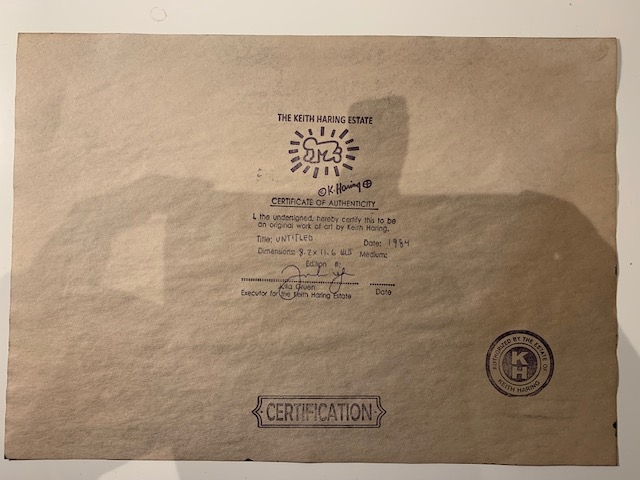 THE KEITH HARING ESTATE
©K.Haring⊕
CERTIFICATE OF AUTHENTICITY
I, the undersigned, hereby certify this to be
an original work of art by Keith Haring.
Title: UNTITLED Date: 1984
Dimensions: 8.2 x 11.6 Medium:
Edition #:
Julia Gruen
Executor for the Keith Haring Estate Date
AUTHORIZED BY THE ESTATE OF
KH
KEITH HARING
CERTIFICATION